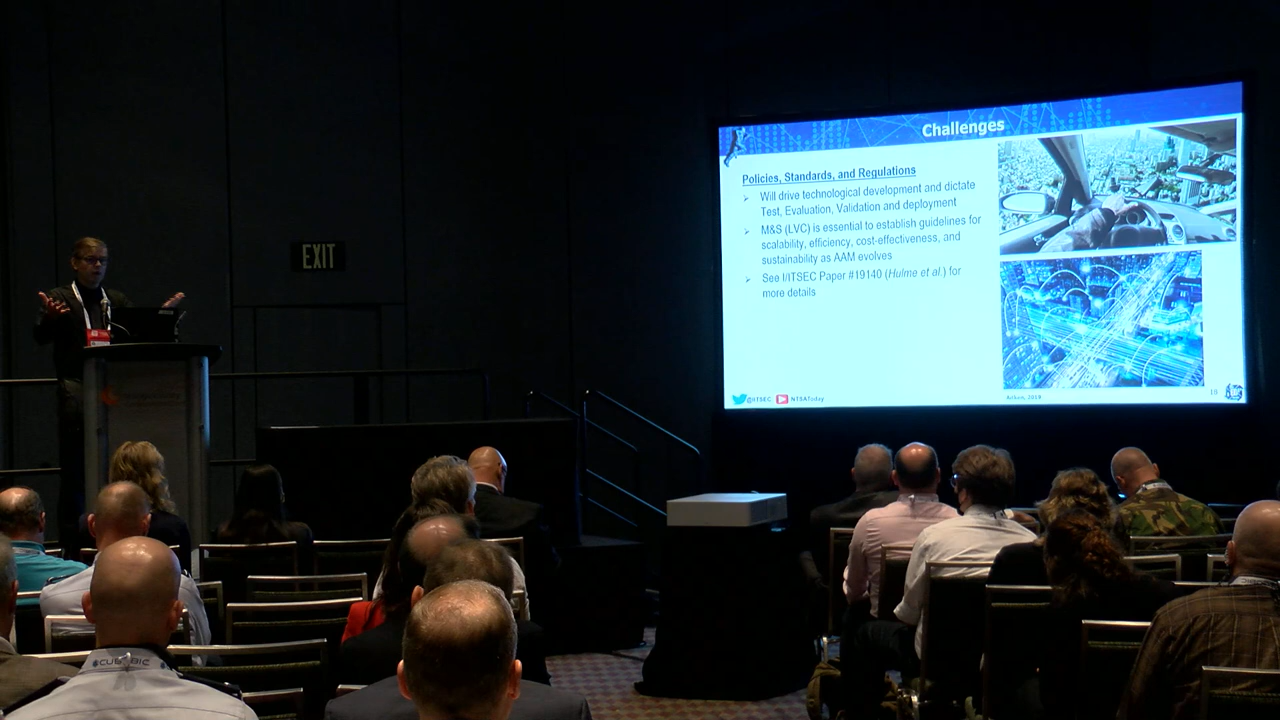 EXIT
Challenges
Policies, Standards, and Regulations
Will drive technological development and dictate
Test, Evaluation, Validation and deployment
M&S (LVC) is essential to establish guidelines for
scalability, efficiency, cost-effectiveness, and
sustainability as AAM evolves
See I/ITSEC Paper #19140 (Hulme et al.) for
more details
@IITSEC NTSAToday
18
CUBIC